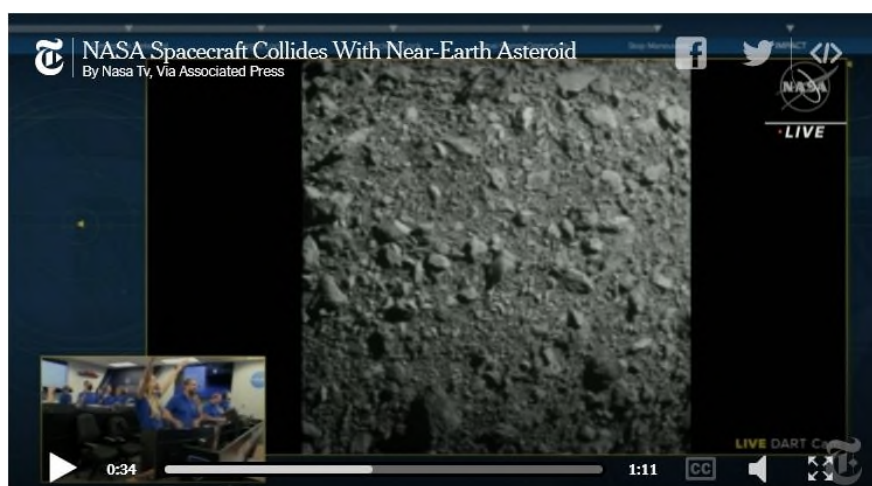 NASA Spacecraft Collides With Near-Earth Asteroid
By Nasa Tv, Via Associated Press
IMPACT
NASA
LIVE
LIVE DART
0:34
1:11
CC